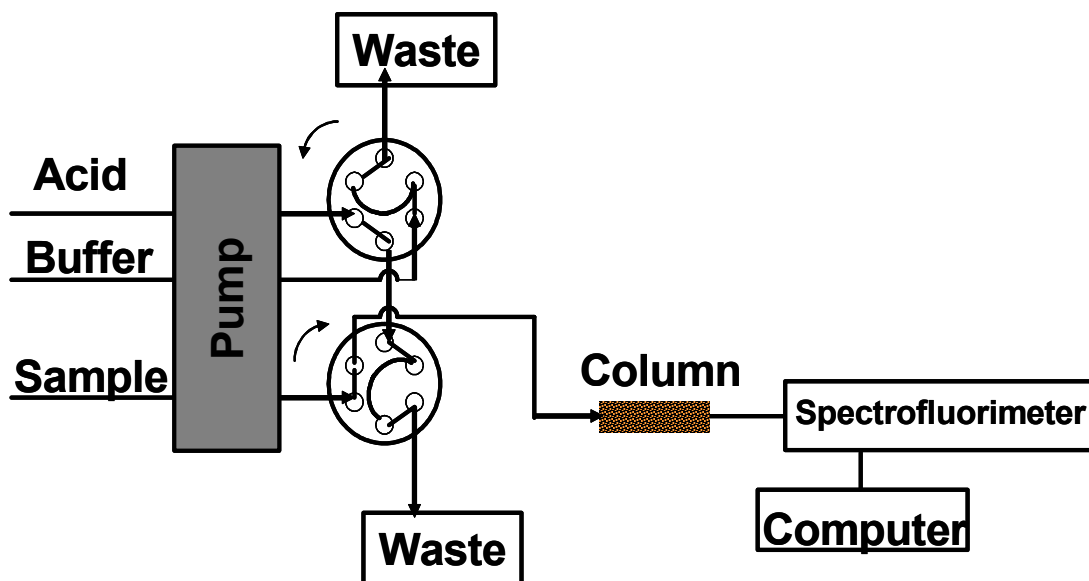 Waste
Acid
Buffer
Pump
Sample
Column
Spectrofluorimeter
Computer
Waste